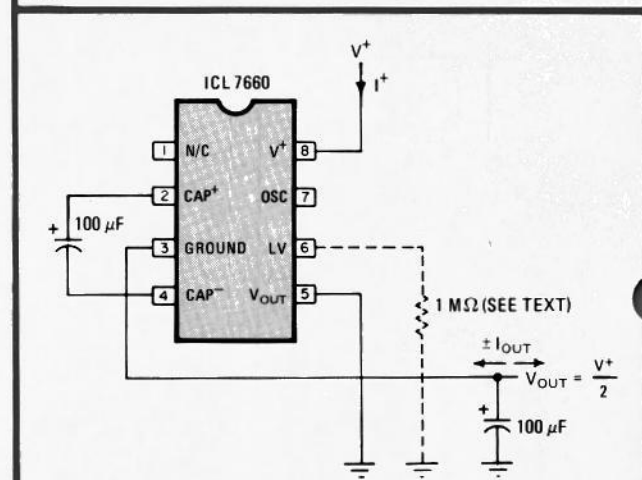 V⁺
I⁺
ICL 7660
1 N/C V⁺ 8
2 CAP⁺ OSC 7
+ 100 μF
3 GROUND LV 6
4 CAP⁻ V_OUT 5
1 MΩ (SEE TEXT)
± I_OUT
V_OUT = V⁺/2
+ 100 μF